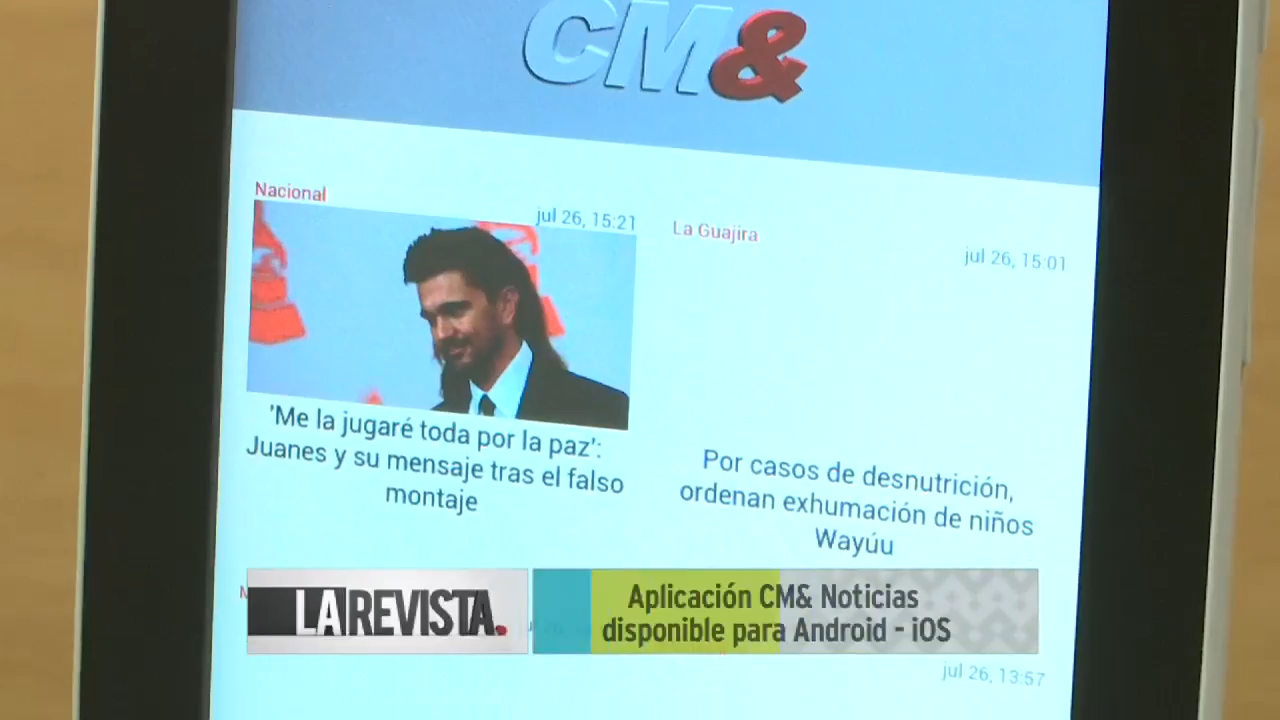 CM&
Nacional
jul 26, 15:21
'Me la jugaré toda por la paz':
Juanes y su mensaje tras el falso
montaje
La Guajira
jul 26, 15:01
Por casos de desnutrición,
ordenan exhumación de niños
Wayúu
LA REVISTA.
Aplicación CM& Noticias
disponible para Android - iOS
jul 26, 13:57